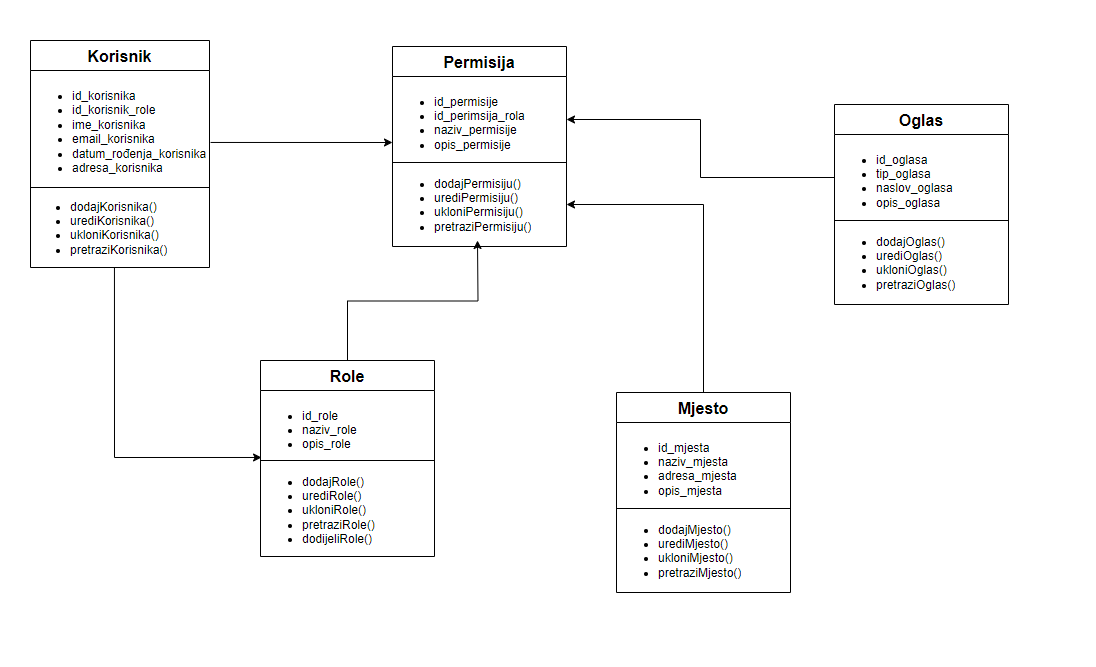 Korisnik
id_korisnika
id_korisnik_role
ime_korisnika
email_korisnika
datum_rođenja_korisnika
adresa_korisnika
dodajKorisnika()
urediKorisnika()
ukloniKorisnika()
pretraziKorisnika()
Permisija
id_permisije
id_perimsija_rola
naziv_permisije
opis_permisije
dodajPermisiju()
urediPermisiju()
ukloniPermisiju()
pretraziPermisiju()
Oglas
id_oglasa
tip_oglasa
naslov_oglasa
opis_oglasa
dodajOglas()
urediOglas()
ukloniOglas()
pretraziOglas()
Role
id_role
naziv_role
opis_role
dodajRole()
urediRole()
ukloniRole()
pretraziRole()
dodijeliRole()
Mjesto
id_mjesta
naziv_mjesta
adresa_mjesta
opis_mjesta
dodajMjesto()
urediMjesto()
ukloniMjesto()
pretraziMjesto()